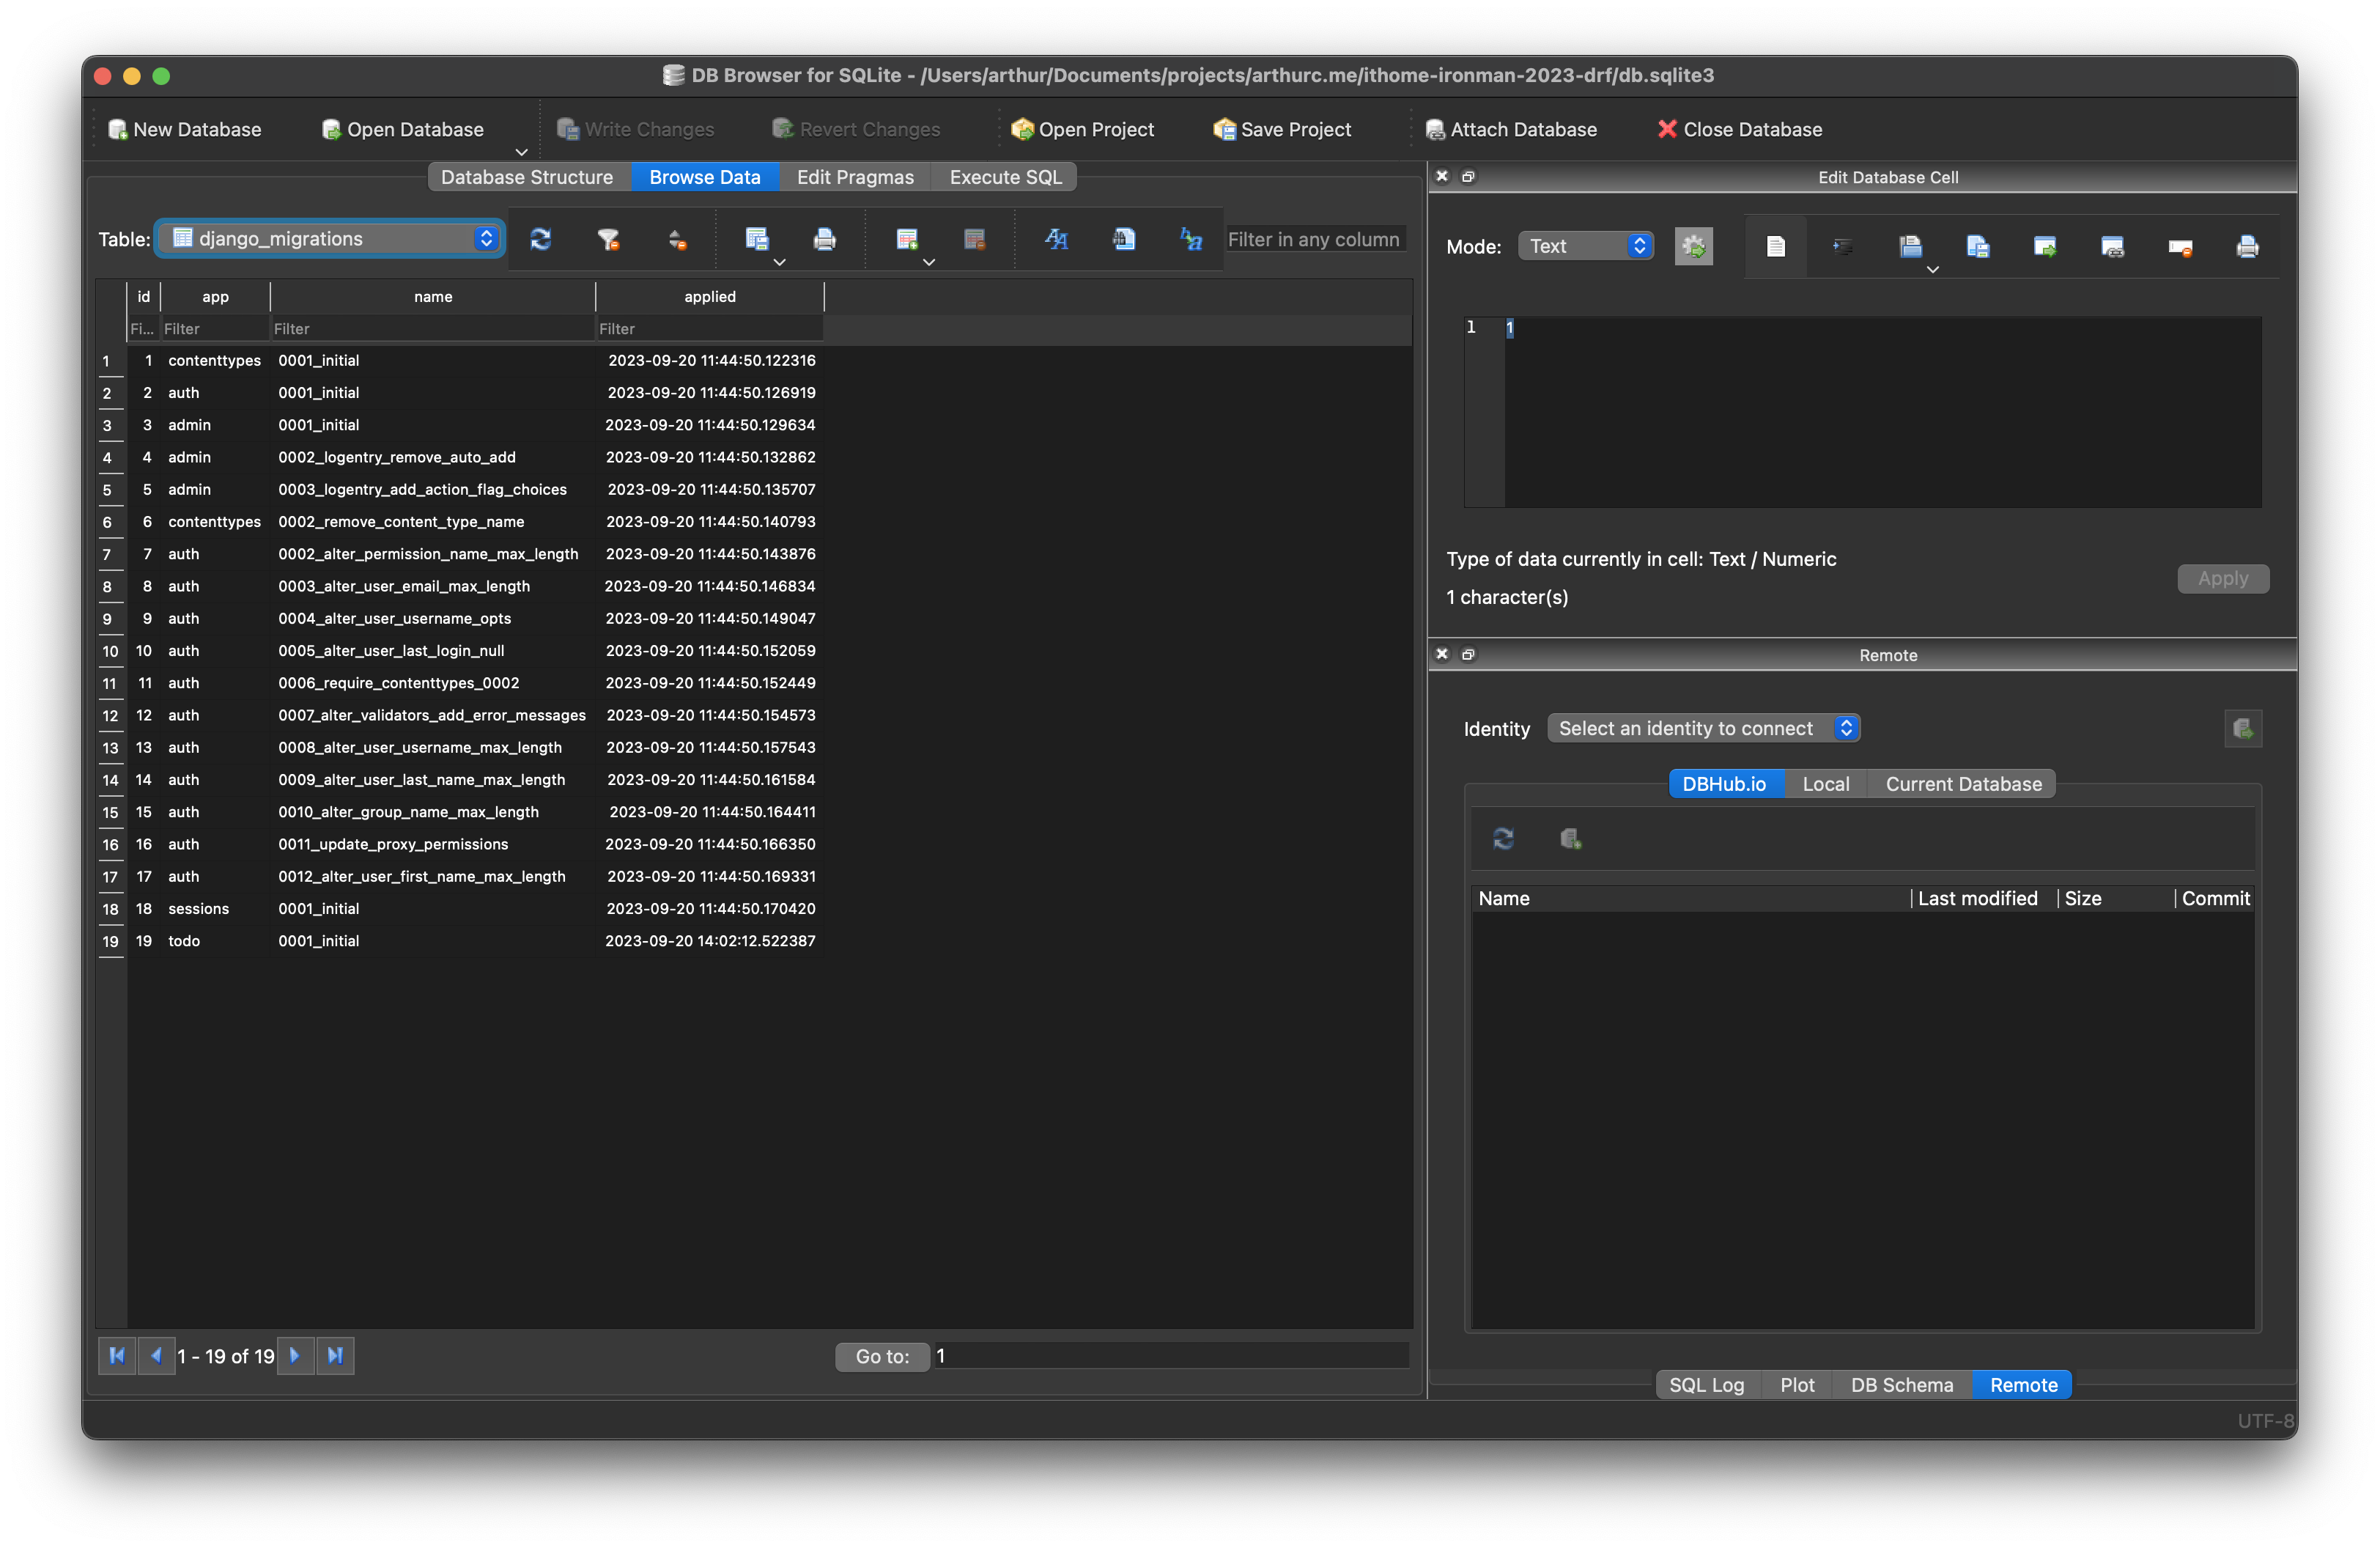 DB Browser for SQLite - /Users/arthur/Documents/projects/arthurc.me/ithome-ironman-2023-drf/db.sqlite3
New Database Open Database Write Changes Revert Changes Open Project Save Project Attach Database Close Database
Database Structure Browse Data Edit Pragmas Execute SQL
Table: django_migrations Filter in any column
id app name applied
Fi... Filter Filter Filter
1 1 contenttypes 0001_initial 2023-09-20 11:44:50.122316
2 2 auth 0001_initial 2023-09-20 11:44:50.126919
3 3 admin 0001_initial 2023-09-20 11:44:50.129634
4 4 admin 0002_logentry_remove_auto_add 2023-09-20 11:44:50.132862
5 5 admin 0003_logentry_add_action_flag_choices 2023-09-20 11:44:50.135707
6 6 contenttypes 0002_remove_content_type_name 2023-09-20 11:44:50.140793
7 7 auth 0002_alter_permission_name_max_length 2023-09-20 11:44:50.143876
8 8 auth 0003_alter_user_email_max_length 2023-09-20 11:44:50.146834
9 9 auth 0004_alter_user_username_opts 2023-09-20 11:44:50.149047
10 10 auth 0005_alter_user_last_login_null 2023-09-20 11:44:50.152059
11 11 auth 0006_require_contenttypes_0002 2023-09-20 11:44:50.152449
12 12 auth 0007_alter_validators_add_error_messages 2023-09-20 11:44:50.154573
13 13 auth 0008_alter_user_username_max_length 2023-09-20 11:44:50.157543
14 14 auth 0009_alter_user_last_name_max_length 2023-09-20 11:44:50.161584
15 15 auth 0010_alter_group_name_max_length 2023-09-20 11:44:50.164411
16 16 auth 0011_update_proxy_permissions 2023-09-20 11:44:50.166350
17 17 auth 0012_alter_user_first_name_max_length 2023-09-20 11:44:50.169331
18 18 sessions 0001_initial 2023-09-20 11:44:50.170420
19 19 todo 0001_initial 2023-09-20 14:02:12.522387
1 - 19 of 19 Go to: 1
Edit Database Cell
Mode: Text
1 1
Type of data currently in cell: Text / Numeric
1 character(s)
Apply
Remote
Identity Select an identity to connect
DBHub.io Local Current Database
Name Last modified Size Commit
SQL Log Plot DB Schema Remote
UTF-8